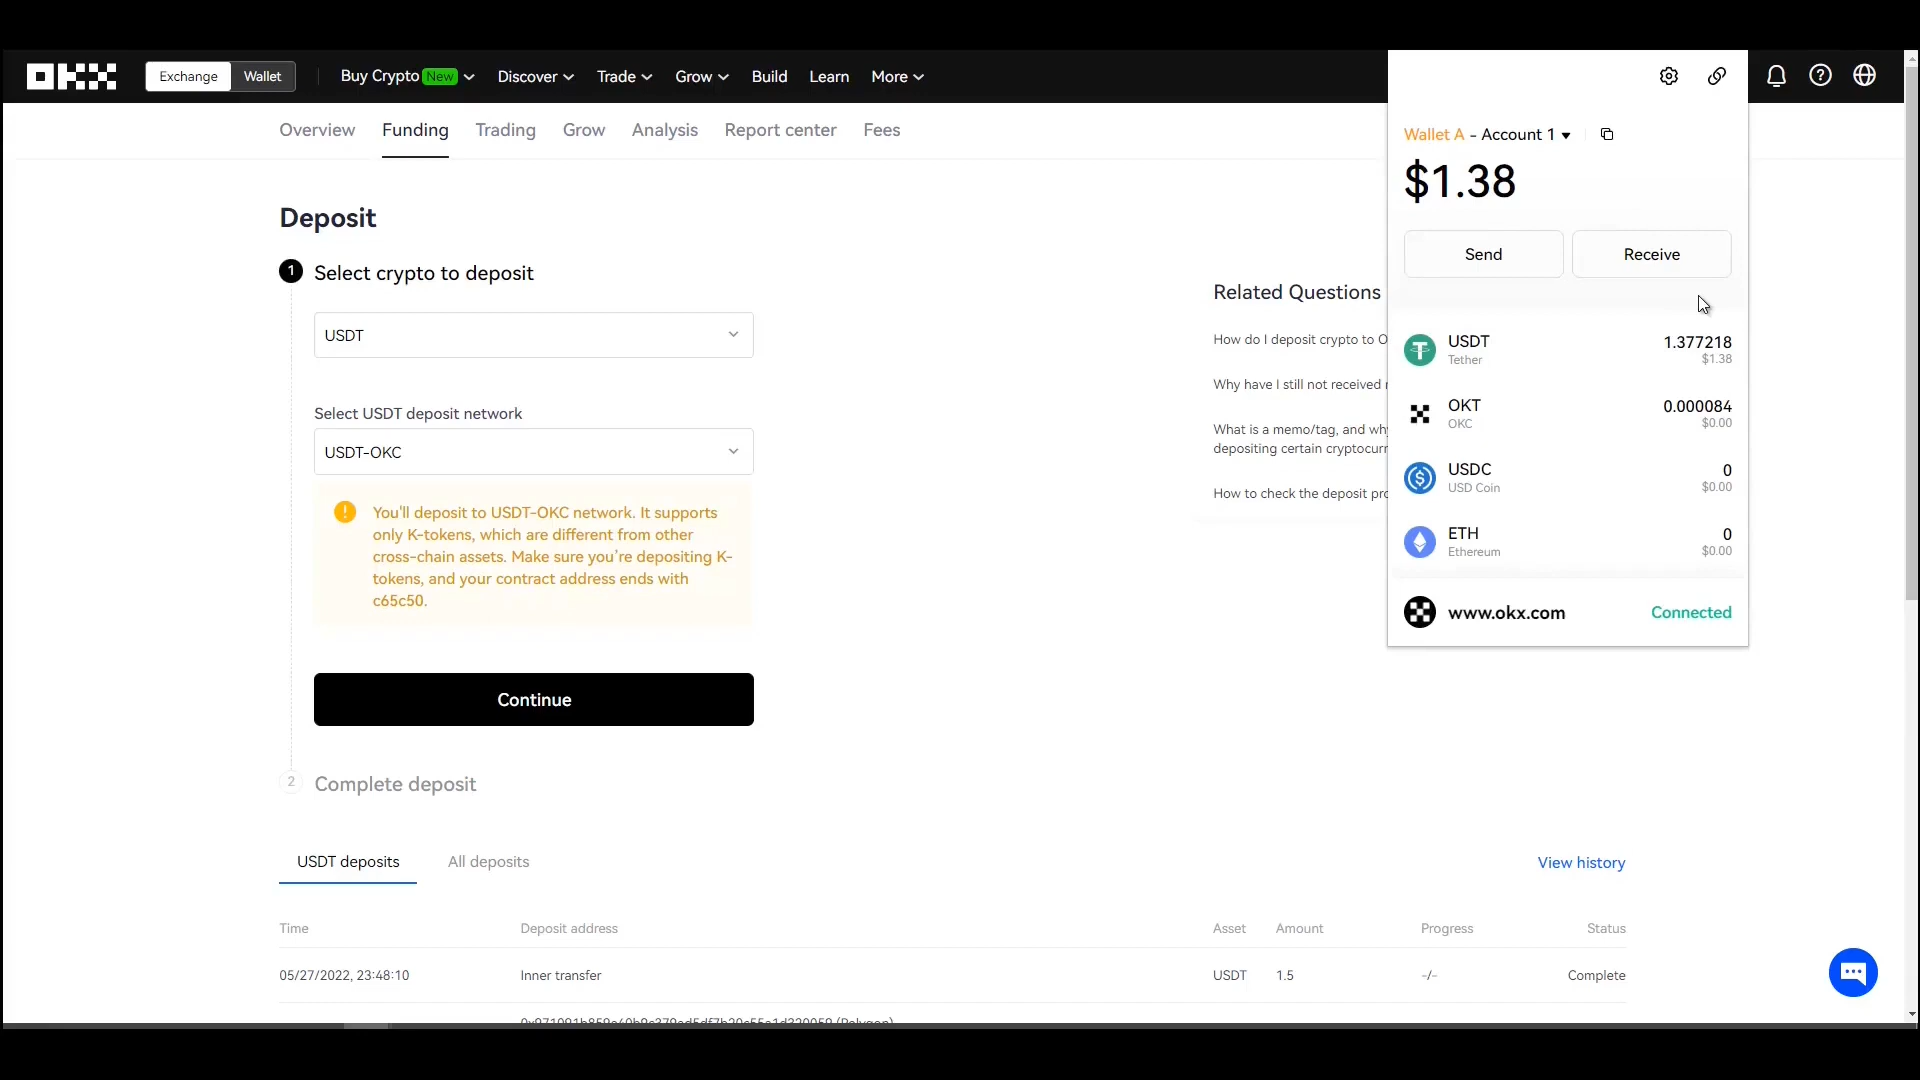 OKX
Exchange
Wallet
Buy Crypto New
Discover
Trade
Grow
Build
Learn
More
Overview
Funding
Trading
Grow
Analysis
Report center
Fees
Deposit
1
Select crypto to deposit
USDT
Select USDT deposit network
USDT-OKC
You'll deposit to USDT-OKC network. It supports
only K-tokens, which are different from other
cross-chain assets. Make sure you're depositing K-
tokens, and your contract address ends with
c65c50.
Continue
2
Complete deposit
Related Questions
How do I deposit crypto to O
Why have I still not received
What is a memo/tag, and why
depositing certain cryptocurr
How to check the deposit pro
Wallet A - Account 1
$1.38
Send
Receive
USDT
Tether
1.377218
$1.38
OKT
OKC
0.000084
$0.00
USDC
USD Coin
0
$0.00
ETH
Ethereum
0
$0.00
www.okx.com
Connected
USDT deposits
All deposits
View history
Time
Deposit address
Asset
Amount
Progress
Status
05/27/2022, 23:48:10
Inner transfer
USDT
1.5
-/-
Complete